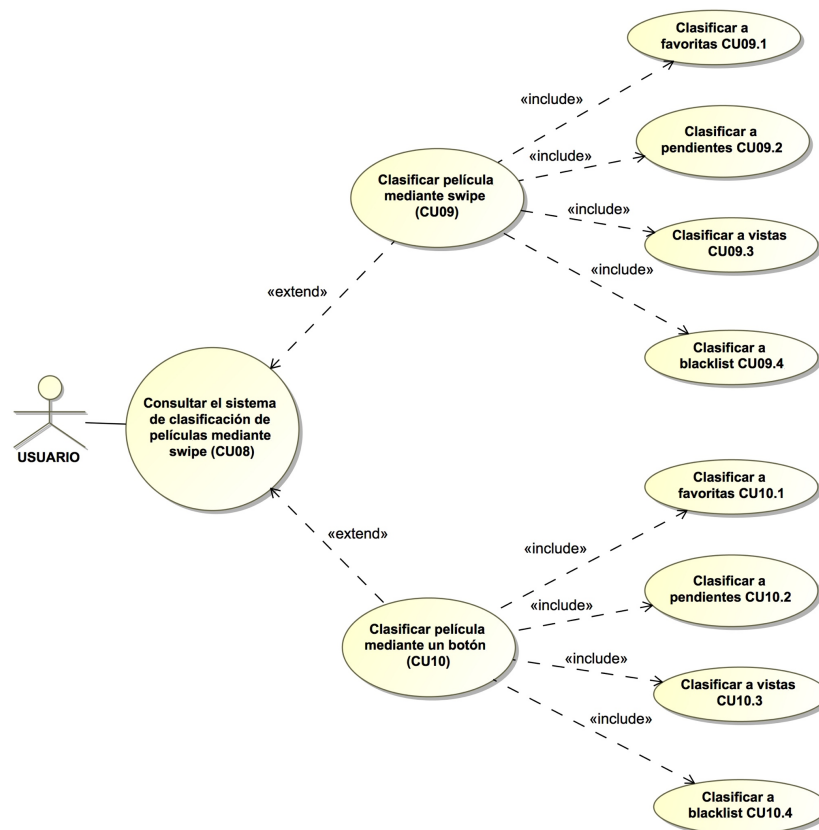 Clasificar a
favoritas CU09.1
«include»
Clasificar a
pendientes CU09.2
«include»
Clasificar película
mediante swipe
(CU09)
«include»
Clasificar a vistas
CU09.3
«include»
«extend»
Clasificar a
blacklist CU09.4
Consultar el sistema
de clasificación de
películas mediante
swipe (CU08)
USUARIO
Clasificar a
favoritas CU10.1
«extend»
«include»
Clasificar a
pendientes CU10.2
«include»
Clasificar película
mediante un botón
(CU10)
«include»
Clasificar a vistas
CU10.3
«include»
Clasificar a
blacklist CU10.4